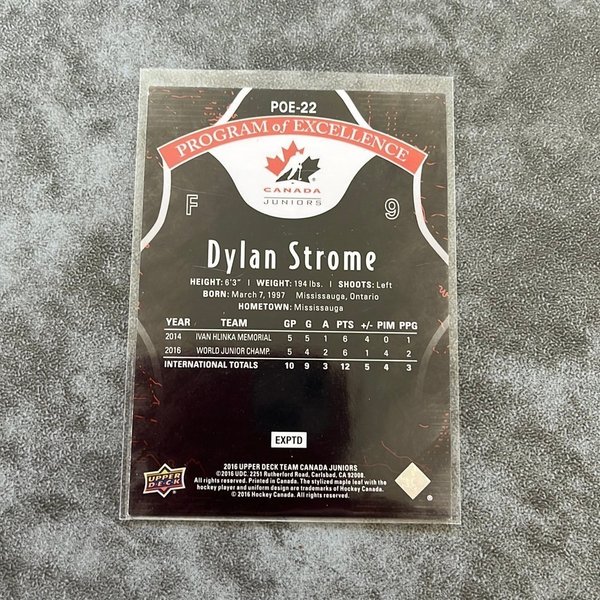 POE-22
PROGRAM of EXCELLENCE
CANADA
JUNIORS
F 9
Dylan Strome
HEIGHT: 6'3" | WEIGHT: 194 lbs. | SHOOTS: Left
BORN: March 7, 1997 Mississauga, Ontario
HOMETOWN: Mississauga
YEAR TEAM GP G A PTS +/- PIM PPG
2014 IVAN HLINKA MEMORIAL 5 5 1 6 4 0 1
2016 WORLD JUNIOR CHAMP. 5 4 2 6 1 4 2
INTERNATIONAL TOTALS 10 9 3 12 5 4 3
EXPTD
UPPER DECK
2016 UPPER DECK TEAM CANADA JUNIORS
©2016 UDC. 2251 Rutherford Road, Carlsbad, CA 92008.
All rights reserved. Printed in Canada. The stylized maple leaf with the
hockey player and uniform design are trademarks of Hockey Canada.
© 2016 Hockey Canada. All rights reserved.